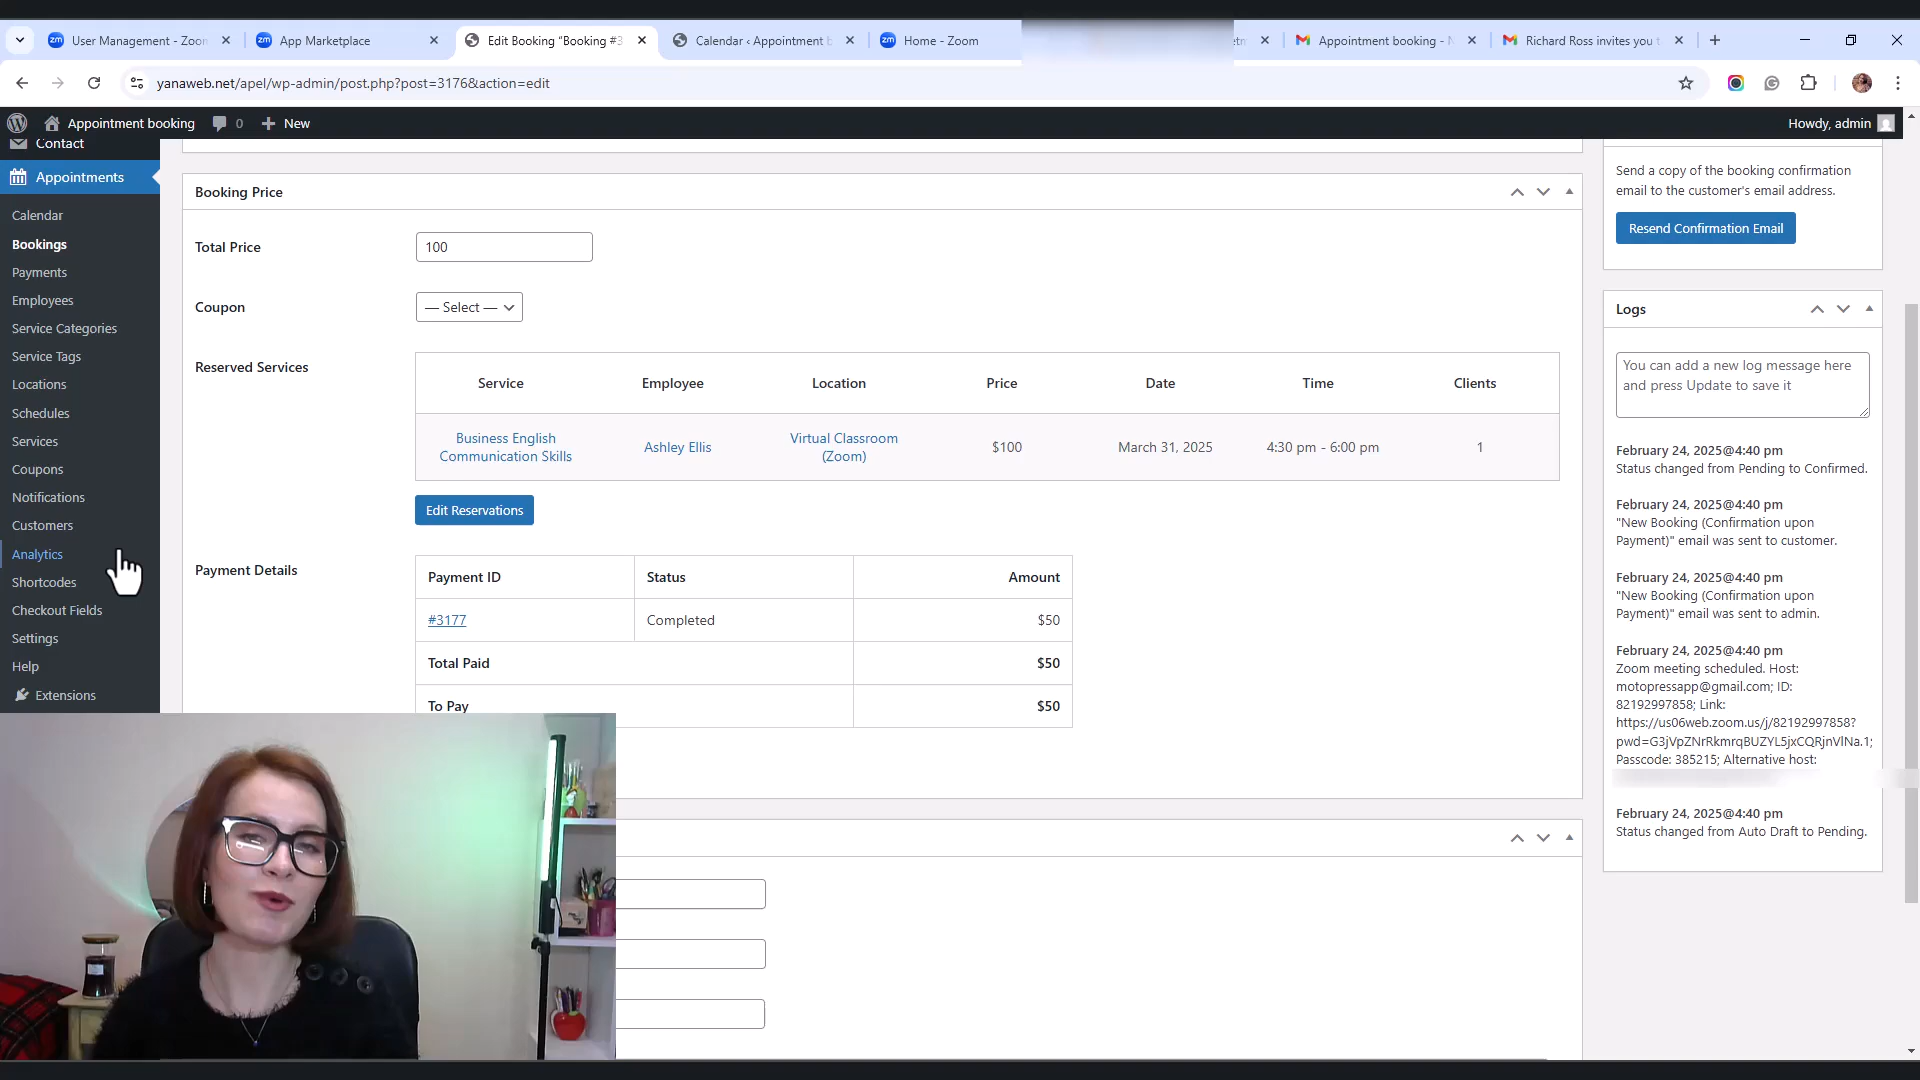 User Management - Zoom
App Marketplace
Edit Booking "Booking #3
Calendar ‹ Appointment b
Home - Zoom
Appointment booking - N
Richard Ross invites you t
yanaweb.net/apel/wp-admin/post.php?post=3176&action=edit
Appointment booking
0
New
Howdy, admin
Contact
Appointments
Calendar
Bookings
Payments
Employees
Service Categories
Service Tags
Locations
Schedules
Services
Coupons
Notifications
Customers
Analytics
Shortcodes
Checkout Fields
Settings
Help
Extensions
Booking Price
Total Price
100
Coupon
— Select —
Reserved Services
Service Employee Location Price Date Time Clients
Business English
Communication Skills
Ashley Ellis
Virtual Classroom
(Zoom)
$100
March 31, 2025
4:30 pm - 6:00 pm
1
Edit Reservations
Payment Details
Payment ID Status Amount
#3177 Completed $50
Total Paid $50
To Pay $50
Send a copy of the booking confirmation
email to the customer's email address.
Resend Confirmation Email
Logs
You can add a new log message here
and press Update to save it
February 24, 2025@4:40 pm
Status changed from Pending to Confirmed.
February 24, 2025@4:40 pm
"New Booking (Confirmation upon
Payment)" email was sent to customer.
February 24, 2025@4:40 pm
"New Booking (Confirmation upon
Payment)" email was sent to admin.
February 24, 2025@4:40 pm
Zoom meeting scheduled. Host:
motopressapp@gmail.com; ID:
82192997858; Link:
https://us06web.zoom.us/j/82192997858?
pwd=G3jVpZNrRkmrqBUZYL5jxCQRjnVlNa.1;
Passcode: 385215; Alternative host:
February 24, 2025@4:40 pm
Status changed from Auto Draft to Pending.